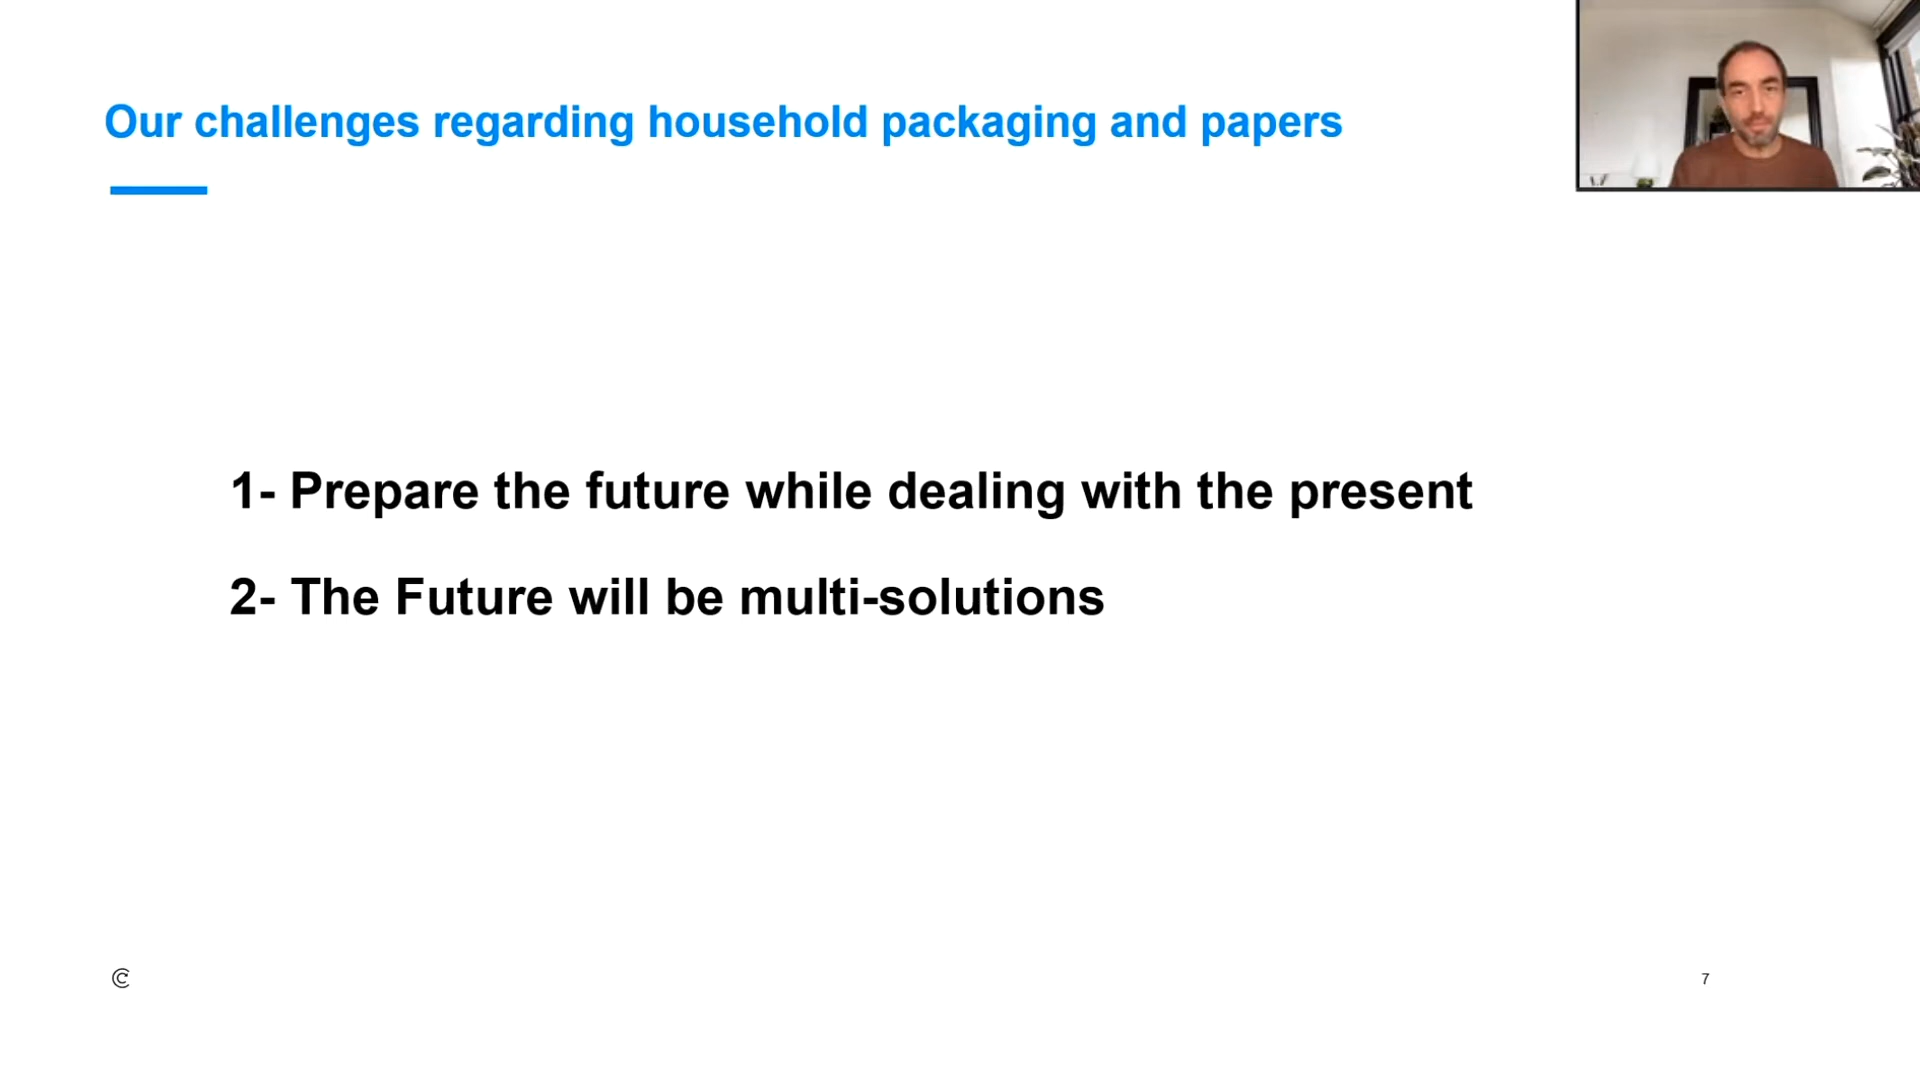 Our challenges regarding household packaging and papers
1- Prepare the future while dealing with the present
2- The Future will be multi-solutions
7